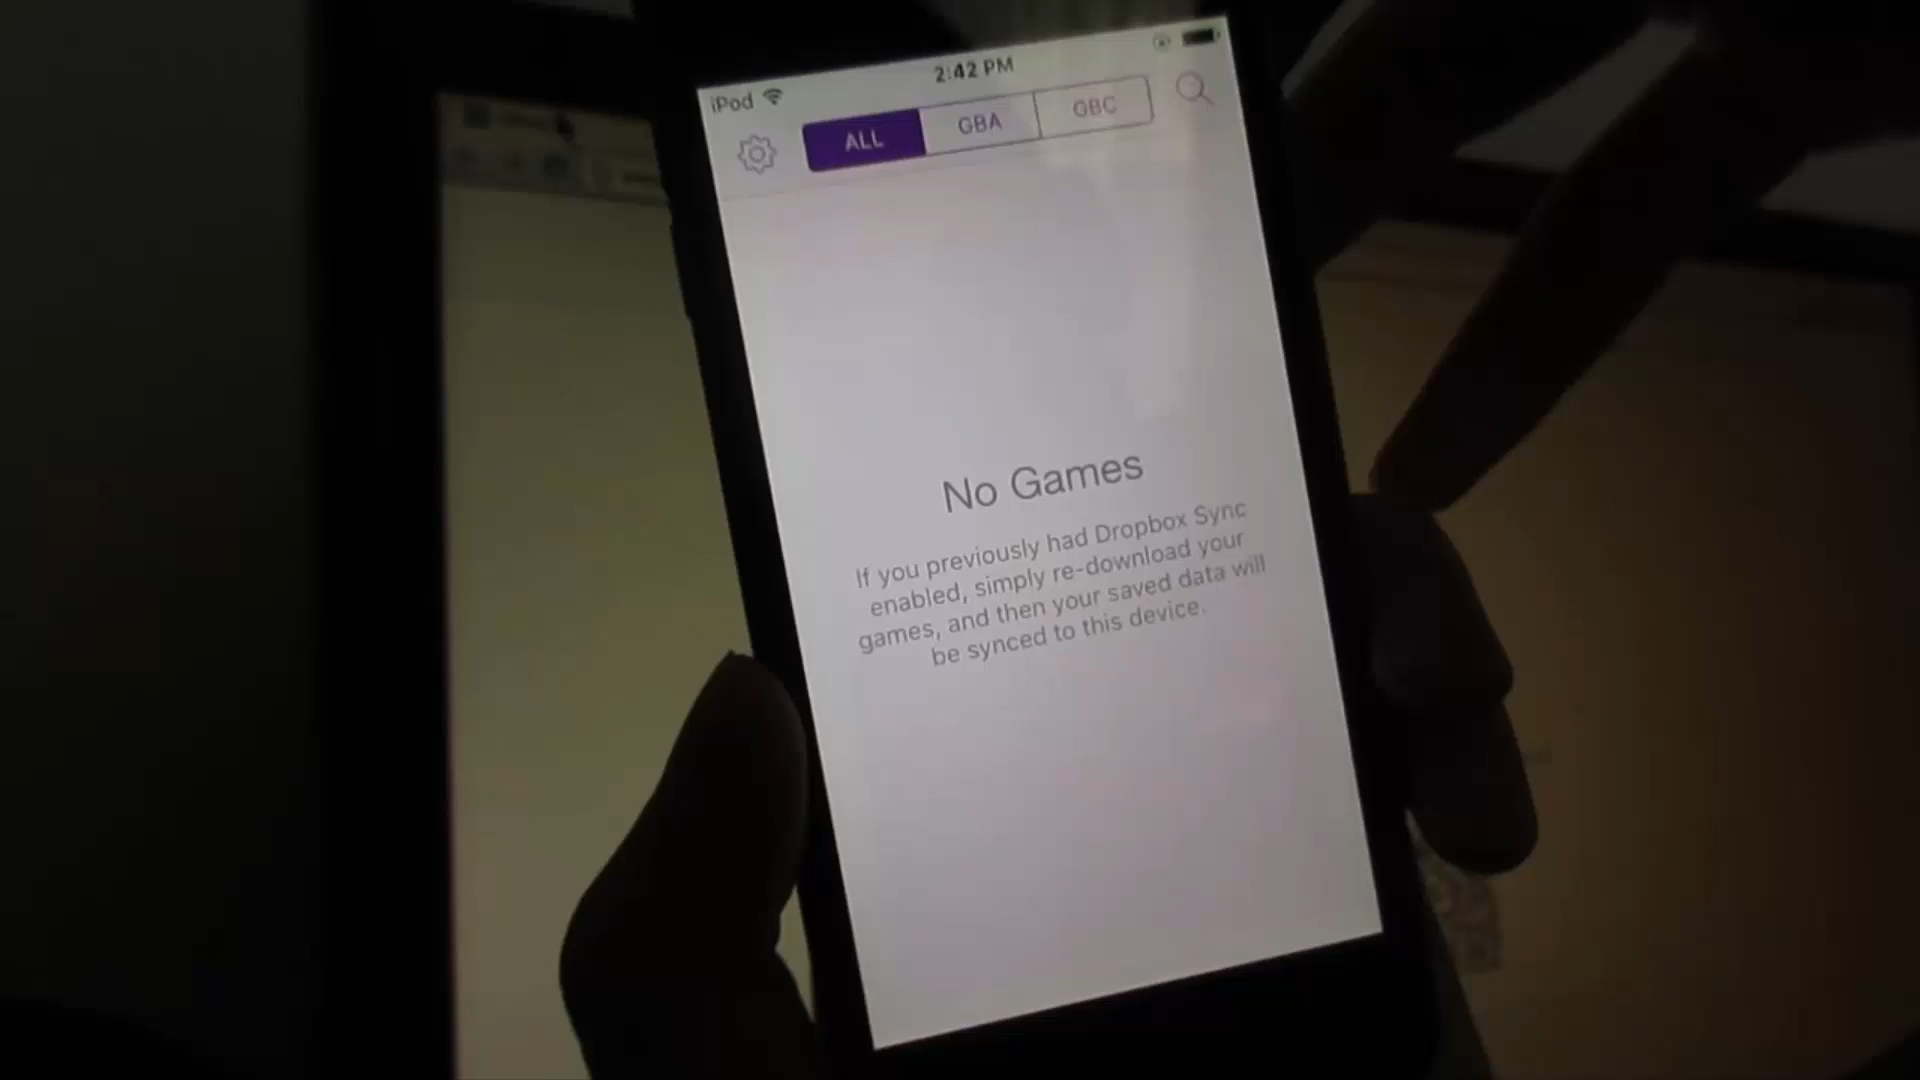 iPod 2:42 PM
ALL GBA GBC
No Games
If you previously had Dropbox Sync
enabled, simply re-download your
games, and then your saved data will
be synced to this device.